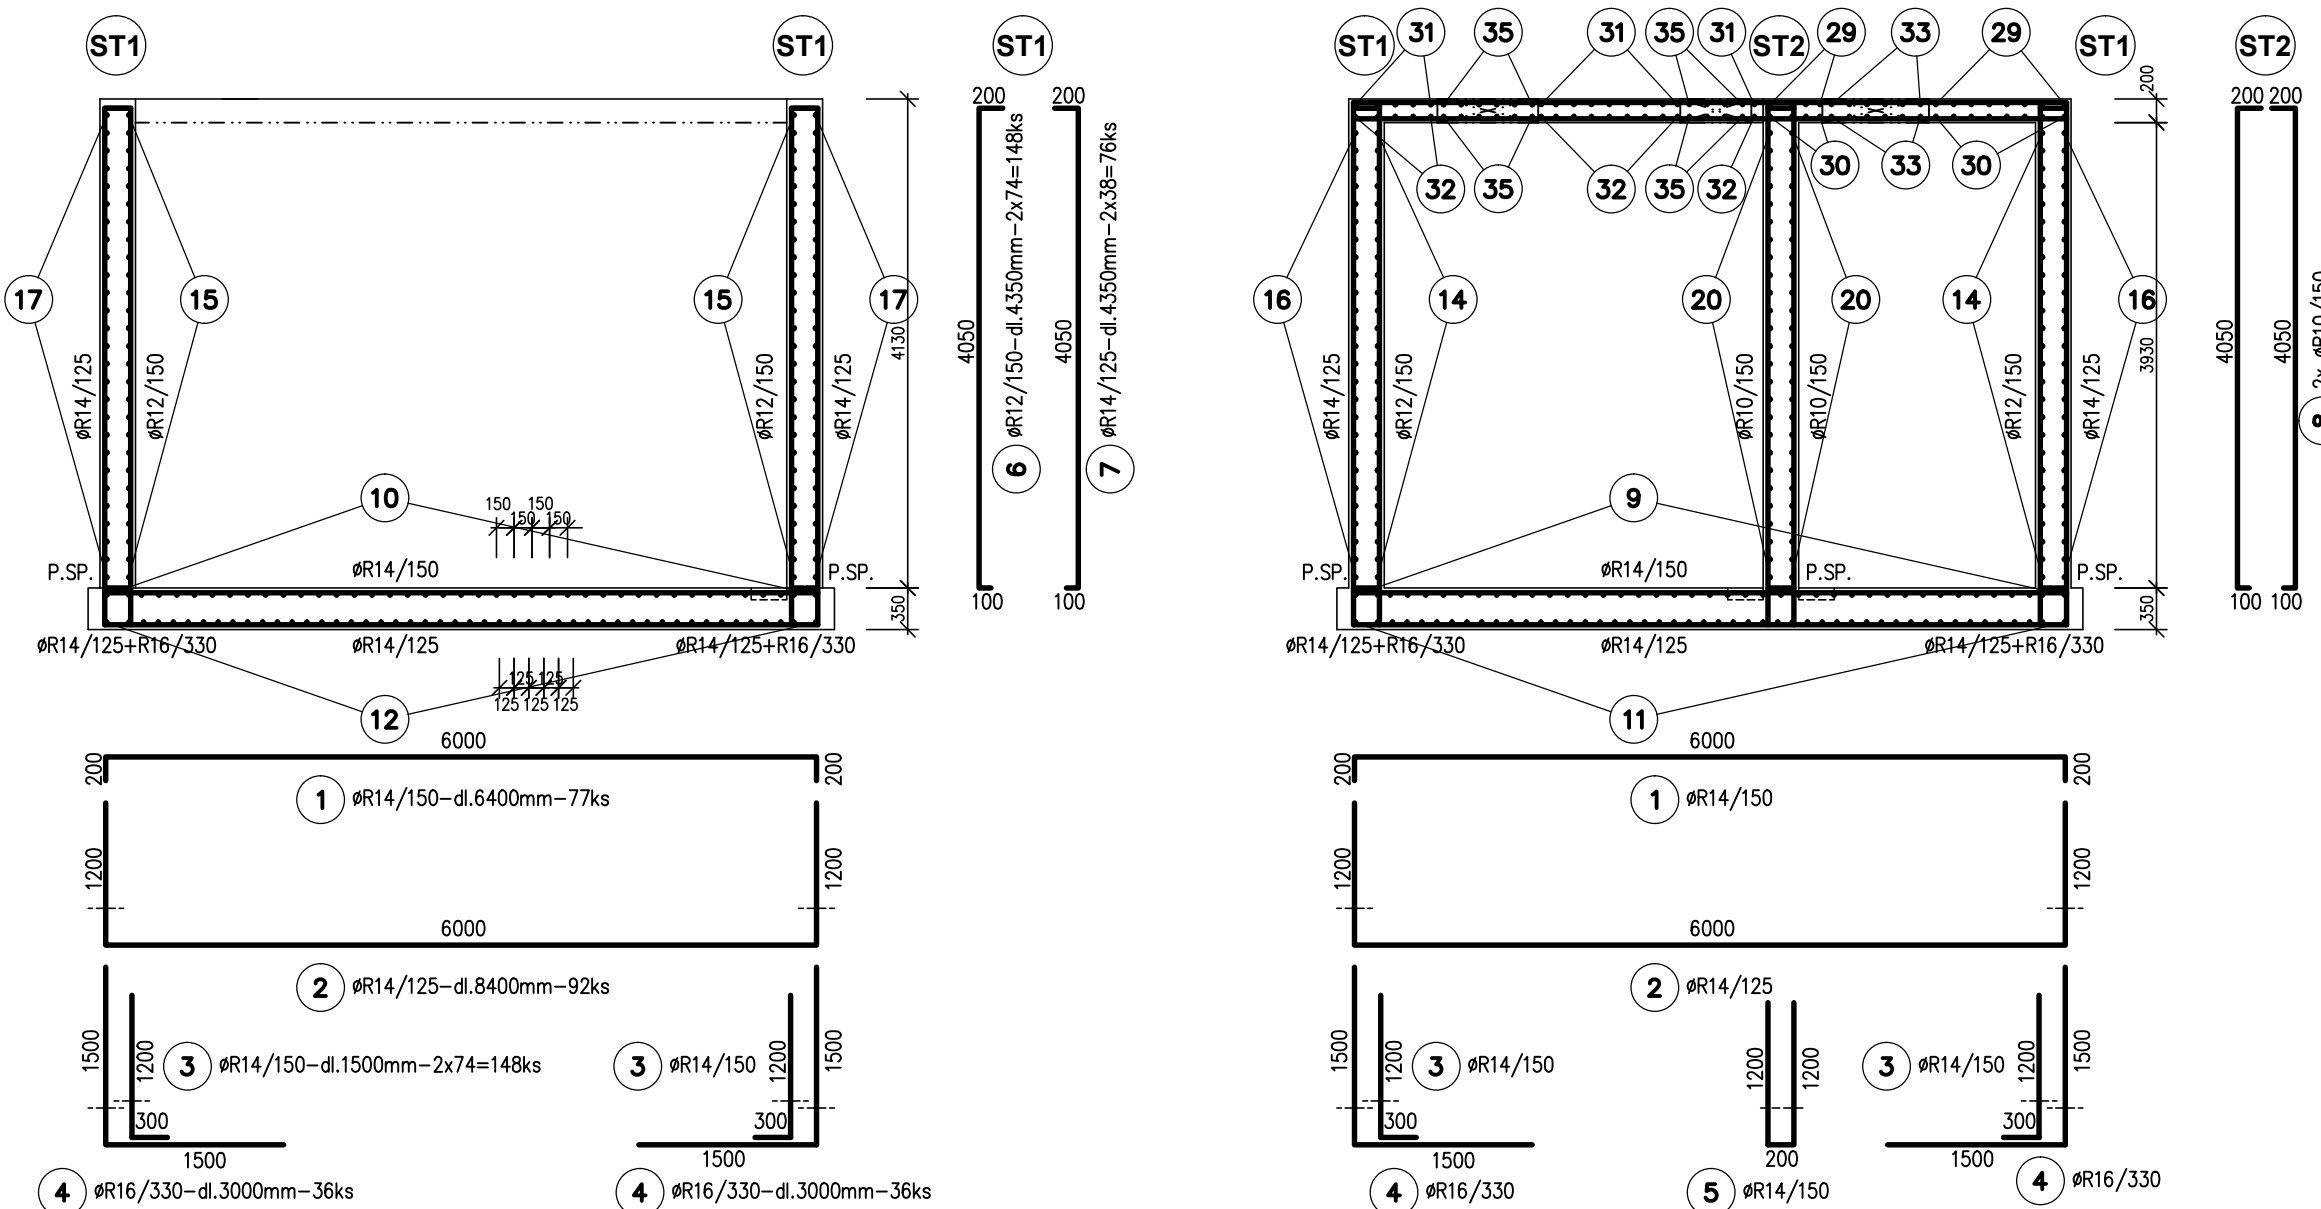 ST1
ST1
ST1
ST1
31
35
31
35
31
ST2
29
33
29
ST1
ST2
200
200
200
200 200
30
33
30
32
35
32
35
32
17
15
15
17
16
14
20
20
14
16
4130
3930
4050
4050
4050
4050
øR14/125
øR12/150
øR12/150
øR14/125
øR14/125
øR12/150
øR10/150
øR10/150
øR12/150
øR14/125
6
øR12/150-dl.4350mm-2x74=148ks
7
øR14/125-dl.4350mm-2x38=76ks
10
150
150
150
150
9
P.SP.
øR14/150
P.SP.
P.SP.
øR14/150
P.SP.
P.SP.
100
100
100 100
350
350
øR14/125+R16/330
øR14/125
øR14/125+R16/330
øR14/125+R16/330
øR14/125
øR14/125+R16/330
125 125
125 125 125
12
11
6000
6000
200
200
200
200
1 øR14/150-dl.6400mm-77ks
1 øR14/150
1200
1200
1200
1200
6000
6000
2 øR14/125-dl.8400mm-92ks
2 øR14/125
1500
1200
3 øR14/150-dl.1500mm-2x74=148ks
3 øR14/150
1200
1500
1500
1200
3 øR14/150
1200
1200
3 øR14/150
1200
1500
300
300
300
300
1500
1500
1500
200
1500
4 øR16/330-dl.3000mm-36ks
4 øR16/330-dl.3000mm-36ks
4 øR16/330
5 øR14/150
4 øR16/330